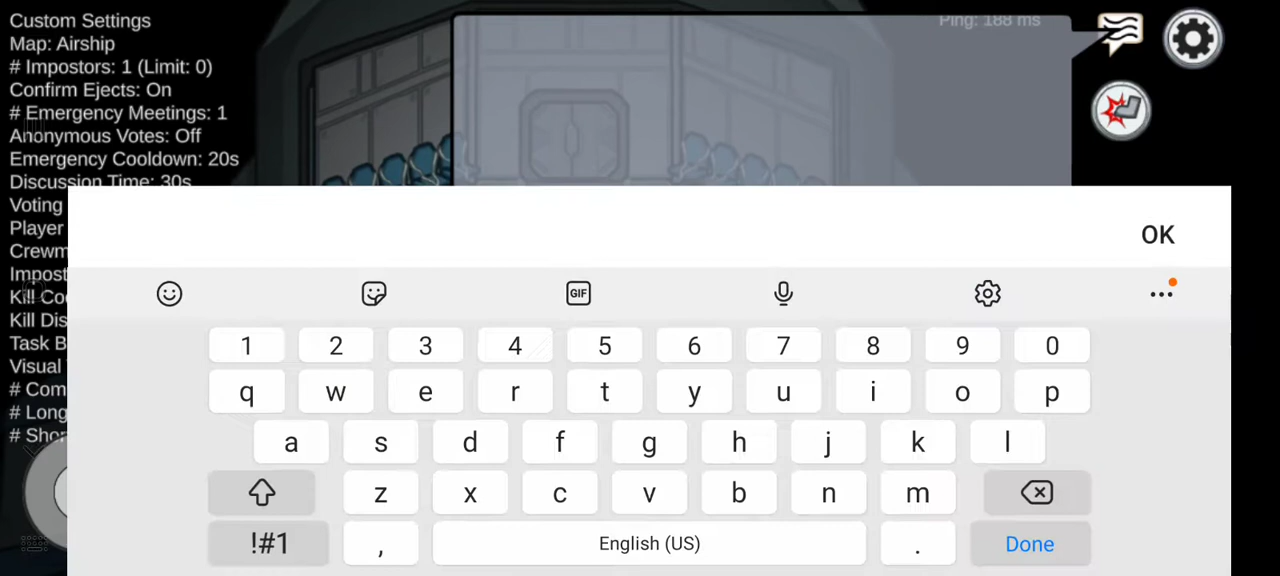 Custom Settings
Map: Airship
# Impostors: 1 (Limit: 0)
Confirm Ejects: On
# Emergency Meetings: 1
Anonymous Votes: Off
Emergency Cooldown: 20s
Discussion Time: 30s
Voting
Player
Crewm
Impost
Kill Co
Kill Dis
Task B
Visual
# Com
# Long
# Shor
Ping: 188 ms
OK
GIF
1 2 3 4 5 6 7 8 9 0
q w e r t y u i o p
a s d f g h j k l
z x c v b n m
!#1 , English (US) . Done